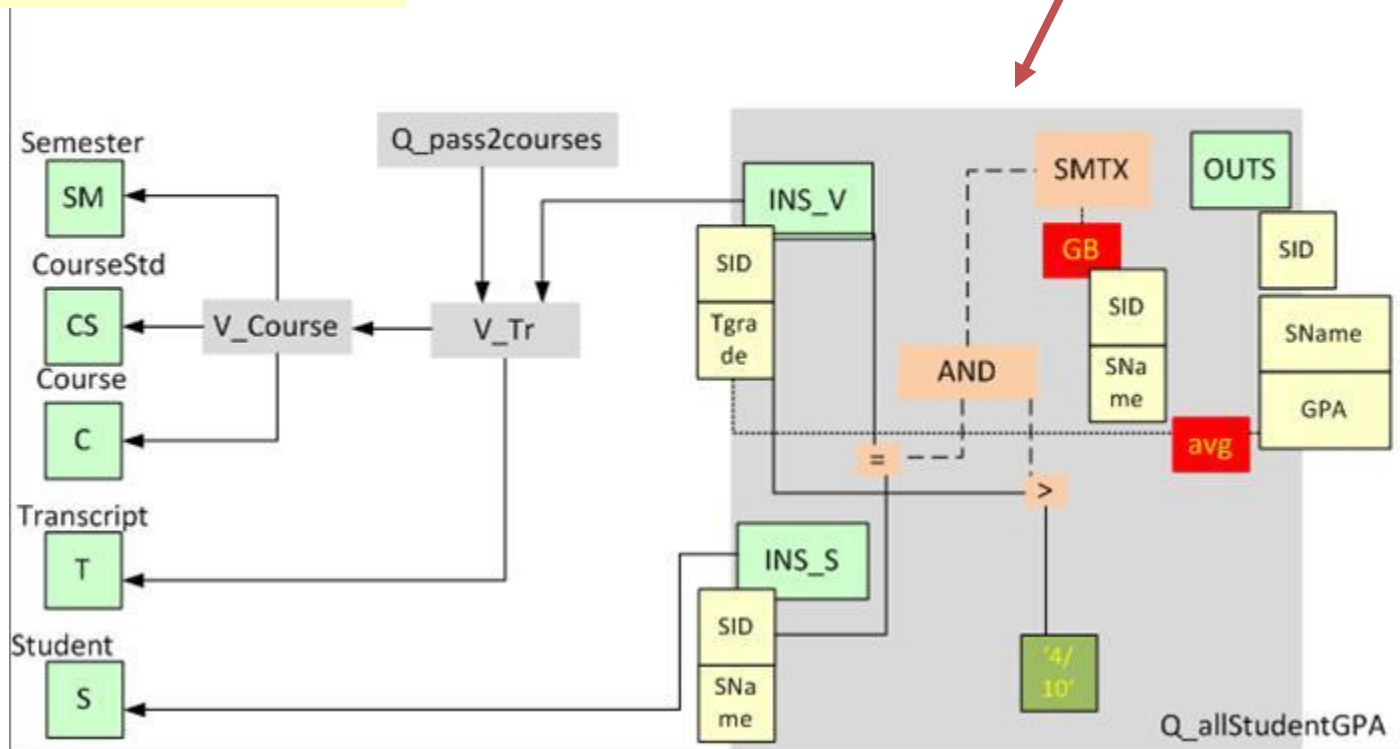 Semester
SM
CourseStd
CS
Course
C
Transcript
T
Student
S
V_Course
Q_pass2courses
V_Tr
INS_V
SID
Tgra
de
INS_S
SID
SNa
me
=
AND
>
'4/
10'
SMTX
GB
SID
SNa
me
avg
OUTS
SID
SName
GPA
Q_allStudentGPA